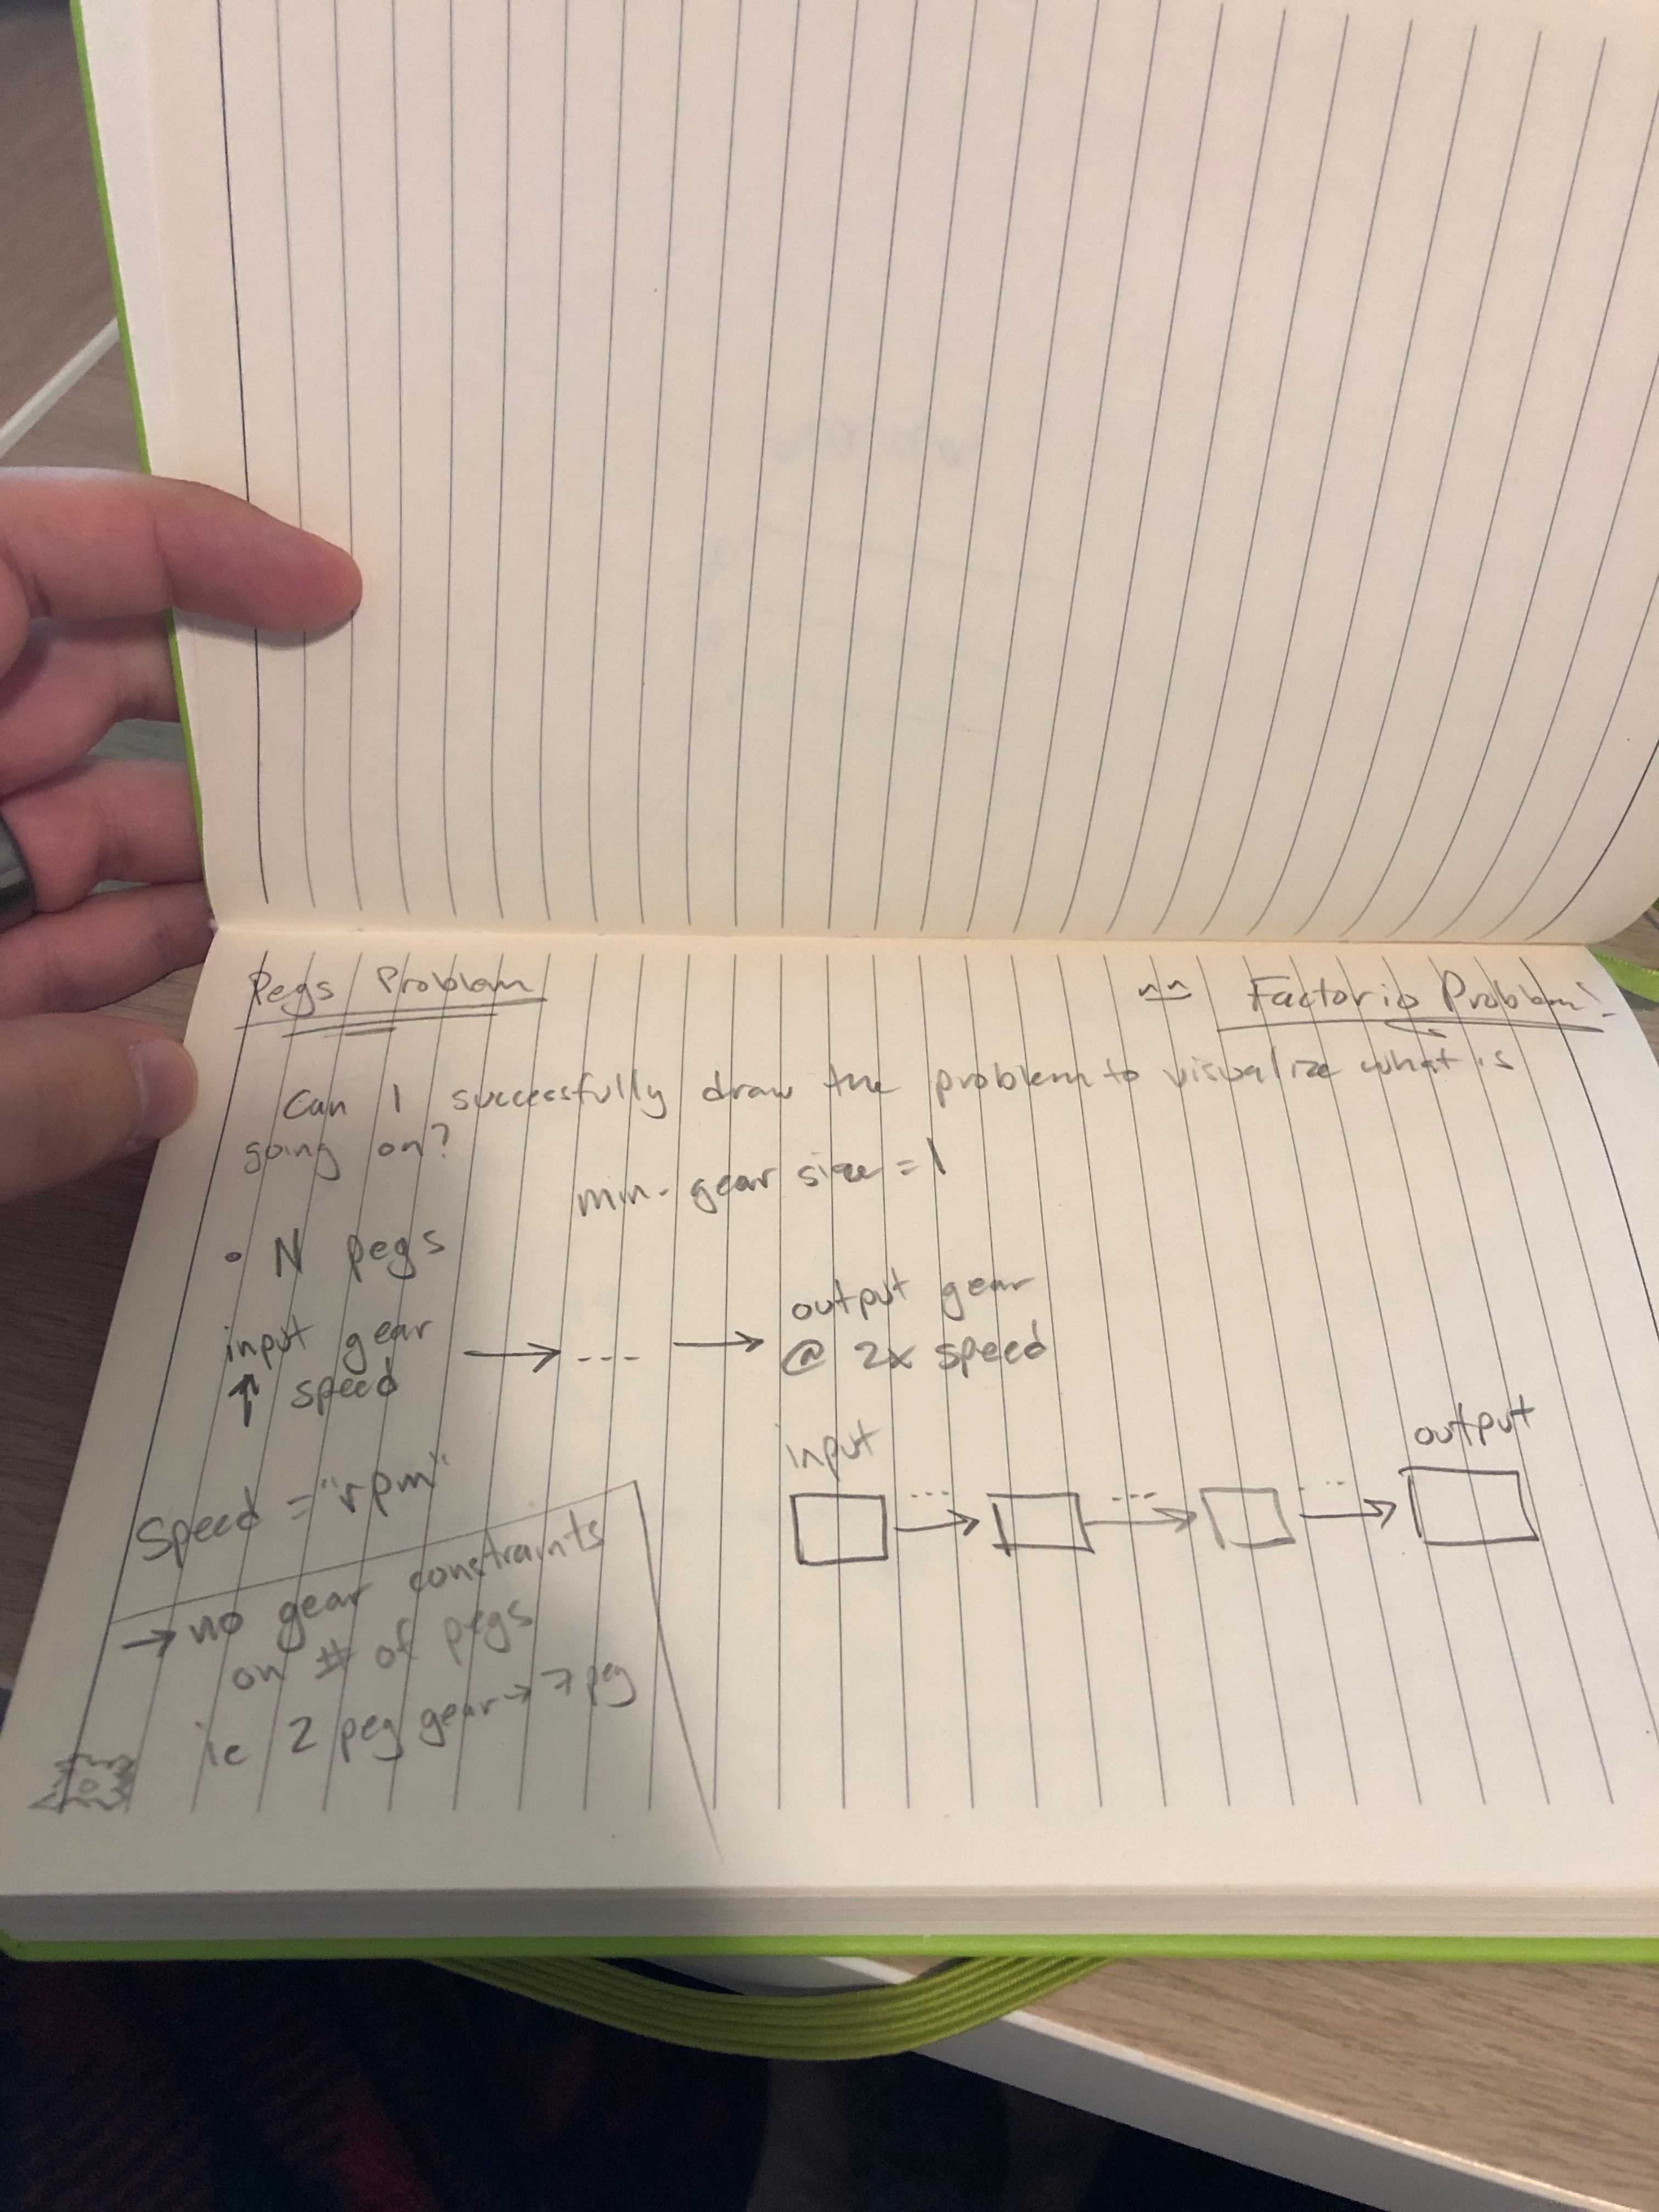 Pegs Problem
~~ Factorio Problem!
Can I successfully draw the problem to visualize what is
going on?
min. gear size = 1
• N pegs
input gear → --- → output gear
↑ speed @ 2x speed
Speed = "rpm"
input output
→ no gear constraints
on # of pegs
ie 2 peg gear → 7 peg